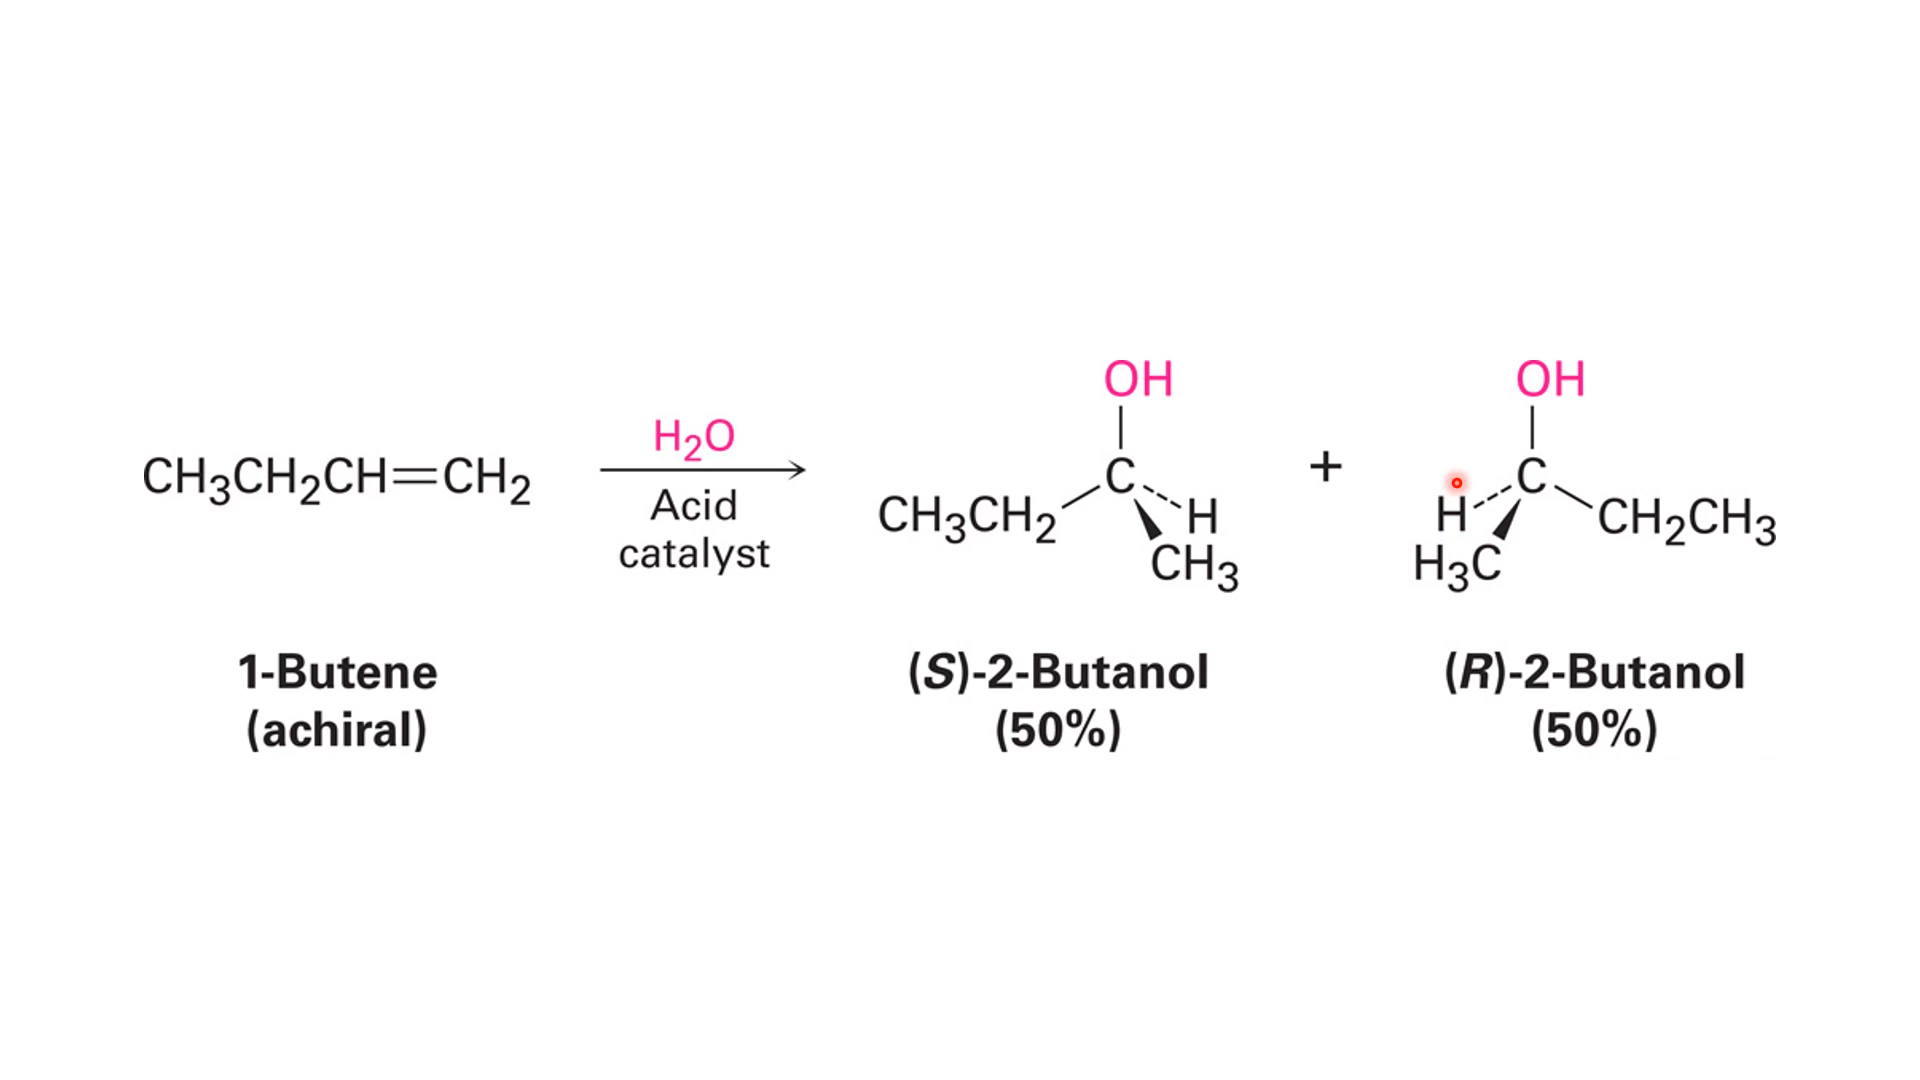 CH₃CH₂CH=CH₂
H₂O
Acid
catalyst
OH
C
CH₃CH₂
H
CH₃
+
OH
C
H
CH₂CH₃
H₃C
1-Butene
(achiral)
(S)-2-Butanol
(50%)
(R)-2-Butanol
(50%)